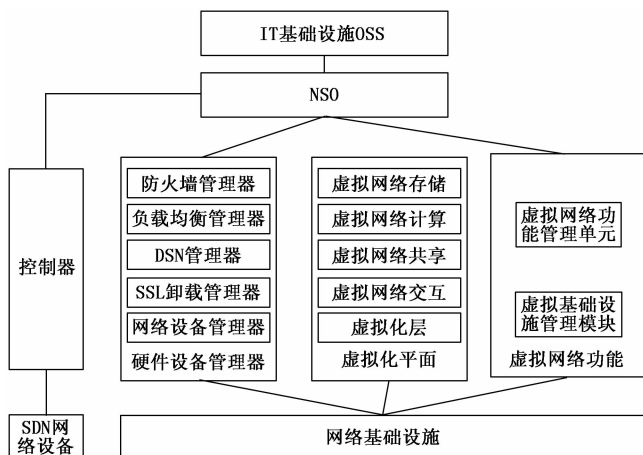 IT基础设施OSS
NSO
控制器
SDN网
络设备
防火墙管理器
负载均衡管理器
DSN管理器
SSL卸载管理器
网络设备管理器
硬件设备管理器
虚拟网络存储
虚拟网络计算
虚拟网络共享
虚拟网络交互
虚拟化层
虚拟化平面
虚拟网络功
能管理单元
虚拟基础设
施管理模块
虚拟网络功能
网络基础设施